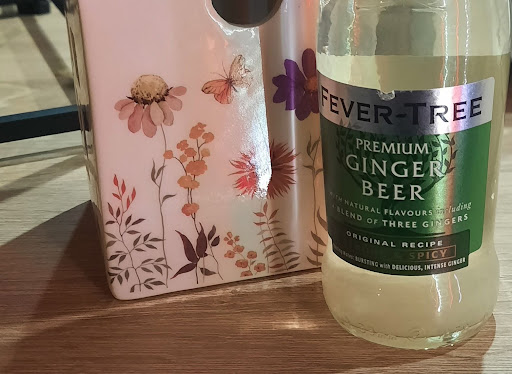 FEVER-TREE
PREMIUM
GINGER
BEER
WITH NATURAL FLAVOURS including
A BLEND OF THREE GINGERS
ORIGINAL RECIPE
SPICY
BURSTING with DELICIOUS, INTENSE GINGER